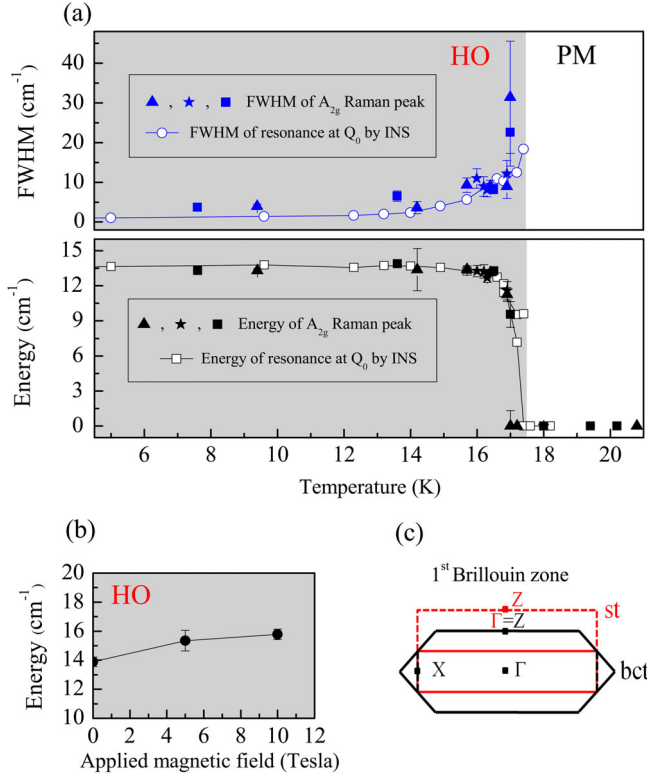 (a)
HO
PM
FWHM (cm-1)
40
30
20
10
0
▲ , ★ , ■ FWHM of A2g Raman peak
FWHM of resonance at Q0 by INS
Energy (cm-1)
15
12
9
6
3
0
▲ , ★ , ■ Energy of A2g Raman peak
Energy of resonance at Q0 by INS
6 8 10 12 14 16 18 20
Temperature (K)
(b)
HO
Energy (cm-1)
20
18
16
14
12
10
0 2 4 6 8 10 12
Applied magnetic field (Tesla)
(c)
1st Brillouin zone
Z
st
Γ=Z
X
Γ
bct